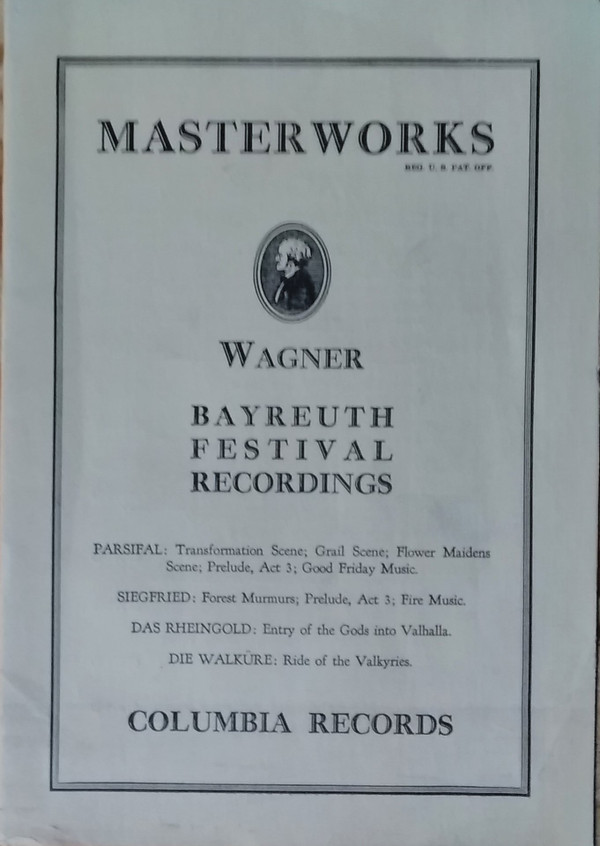 MASTERWORKS
REG. U. S. PAT. OFF.
WAGNER
BAYREUTH
FESTIVAL
RECORDINGS
PARSIFAL: Transformation Scene; Grail Scene; Flower Maidens
Scene; Prelude, Act 3; Good Friday Music.
SIEGFRIED: Forest Murmurs; Prelude, Act 3; Fire Music.
DAS RHEINGOLD: Entry of the Gods into Valhalla.
DIE WALKÜRE: Ride of the Valkyries.
COLUMBIA RECORDS